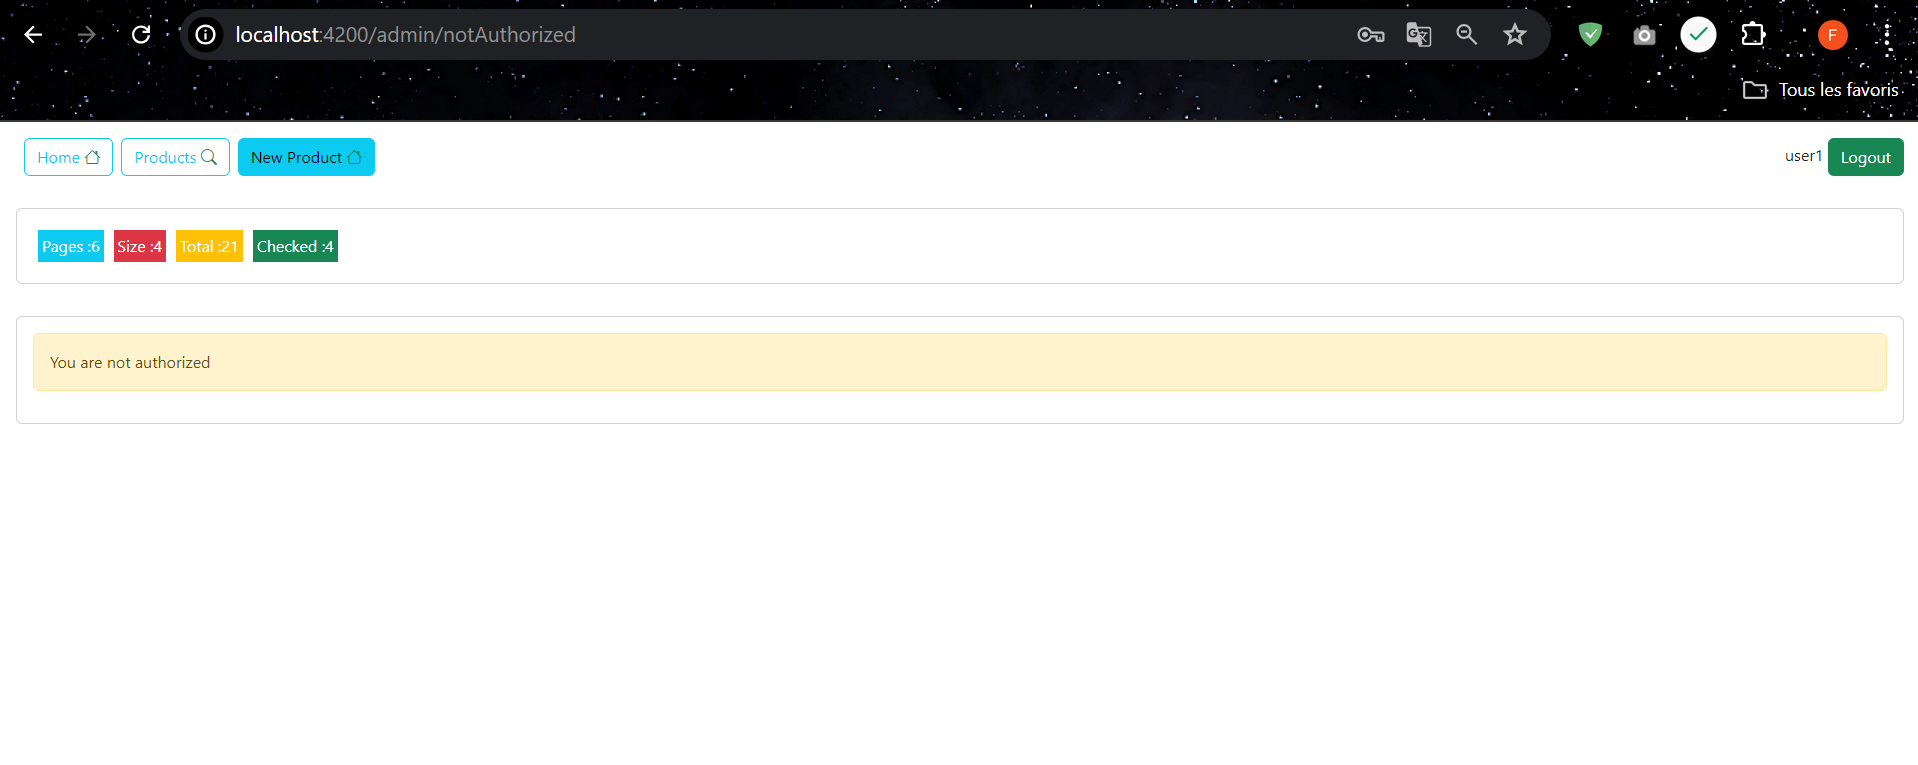 localhost:4200/admin/notAuthorized
F
Tous les favoris
Home Products New Product user1 Logout
Pages :6 Size :4 Total :21 Checked :4
You are not authorized